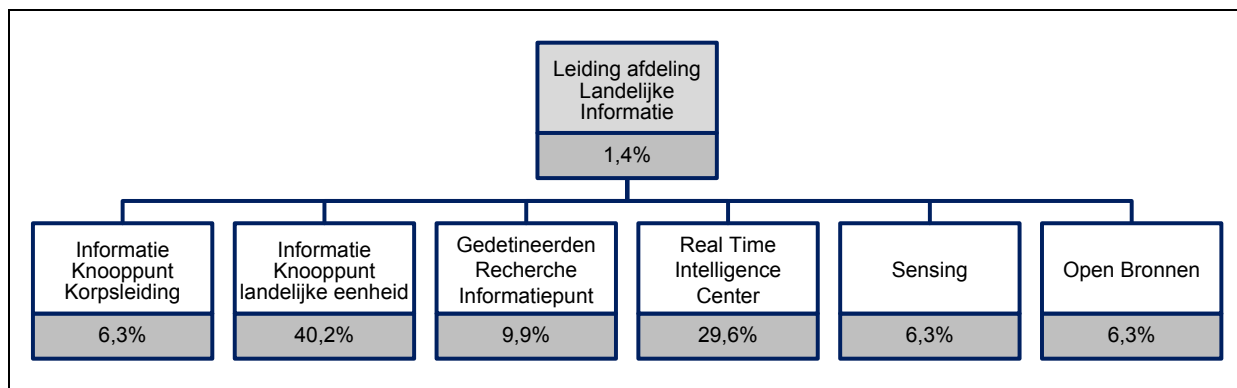 Leiding afdeling
Landelijke
Informatie
1,4%
Informatie
Knooppunt
Korpsleiding
6,3%
Informatie
Knooppunt
landelijke eenheid
40,2%
Gedetineerden
Recherche
Informatiepunt
9,9%
Real Time
Intelligence
Center
29,6%
Sensing
6,3%
Open Bronnen
6,3%